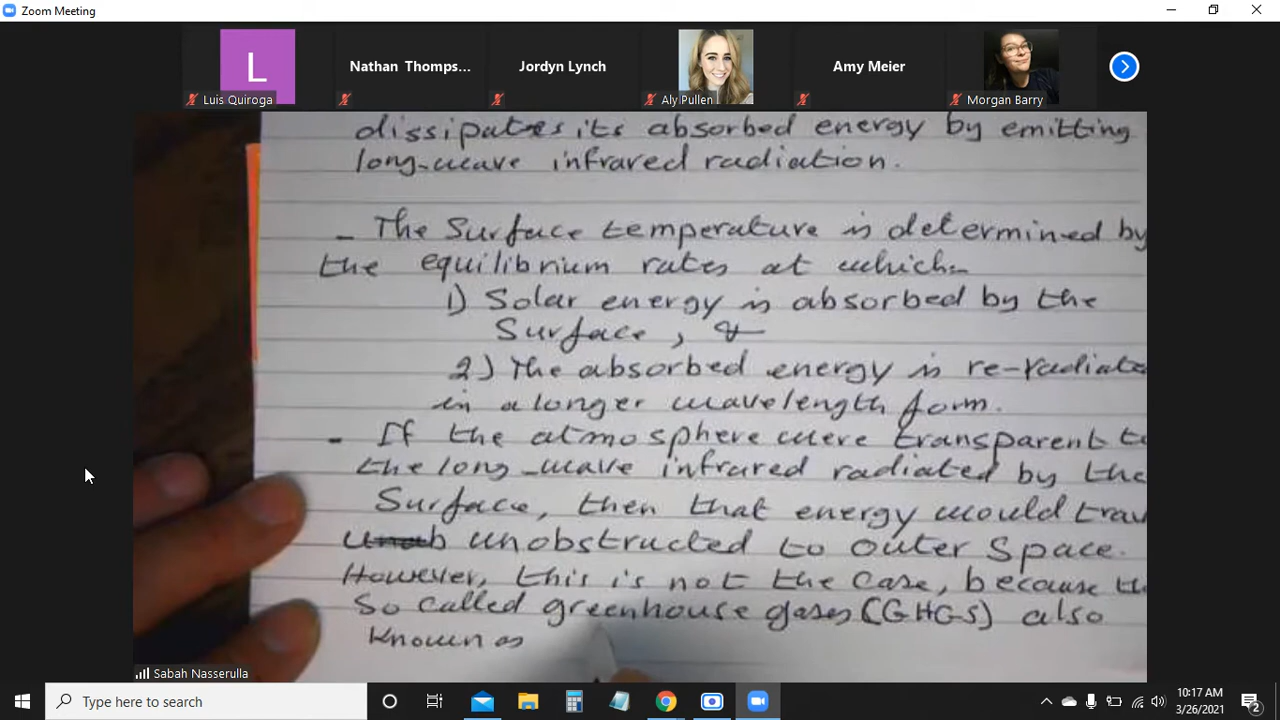 Zoom Meeting
L
Luis Quiroga
Nathan Thomps...
Jordyn Lynch
Aly Pullen
Amy Meier
Morgan Barry
dissipates its absorbed energy by emitting
long-wave infrared radiation.
- The Surface temperature is determined by
the equilibrium rates at which:-
1) Solar energy is absorbed by the
Surface, &
2) The absorbed energy is re-radiate
in a longer wavelength form.
- If the atmosphere were transparent to
the long-wave infrared radiated by the
Surface, then that energy would trav
unobstructed to outer Space.
However, this is not the case, because th
So called greenhouse gases (GHGS) also
Known as
Sabah Nasserulla
Type here to search
10:17 AM
3/26/2021
2